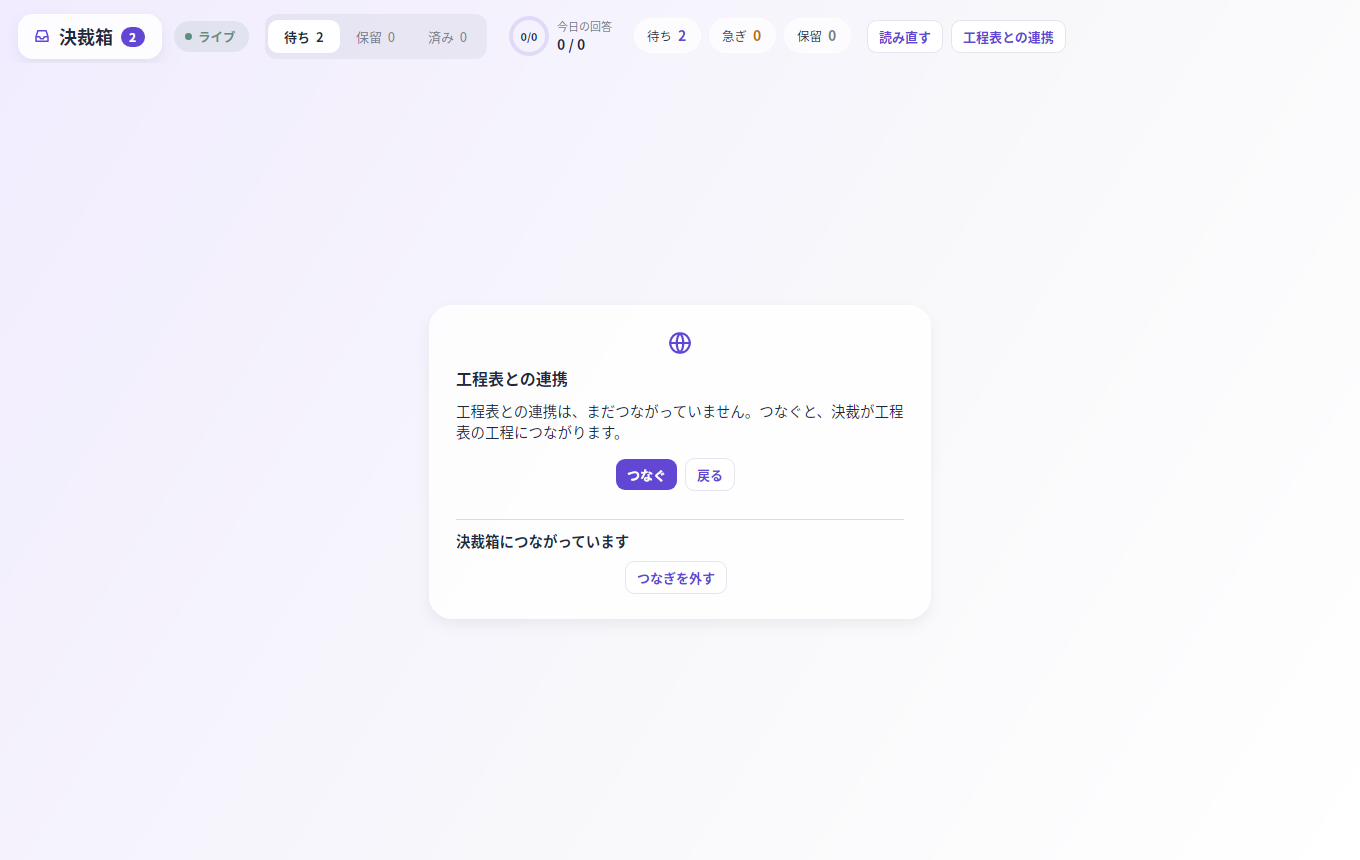 決裁箱 2
ライブ
待ち 2 保留 0 済み 0
0/0
今日の回答
0 / 0
待ち 2
急ぎ 0
保留 0
読み直す
工程表との連携
工程表との連携
工程表との連携は、まだつながっていません。つなぐと、決裁が工程
表の工程につながります。
つなぐ 戻る
決裁箱につながっています
つなぎを外す